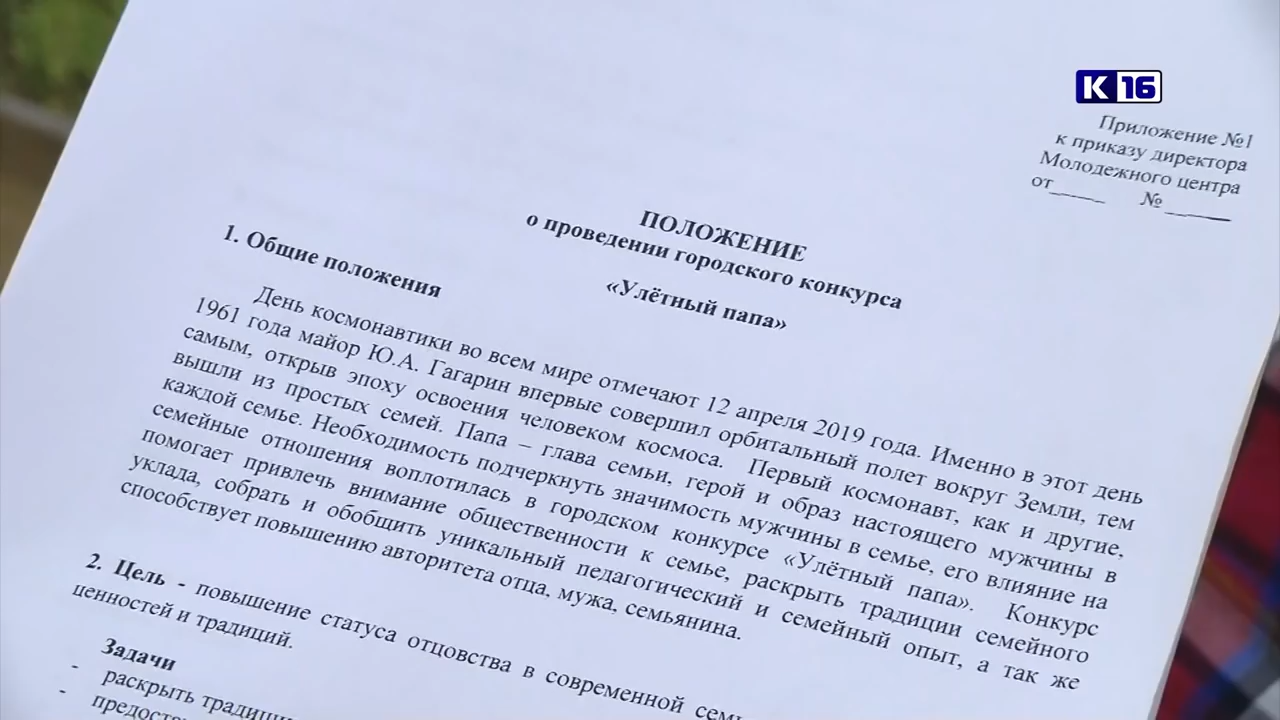 К 16
Приложение №1
к приказу директора
Молодежного центра
от_____ №______
ПОЛОЖЕНИЕ
о проведении городского конкурса
«Улётный папа»
1. Общие положения
День космонавтики во всем мире отмечают 12 апреля 2019 года. Именно в этот день
1961 года майор Ю.А. Гагарин впервые совершил орбитальный полет вокруг Земли, тем
самым, открыв эпоху освоения человеком космоса. Первый космонавт, как и другие,
вышли из простых семей. Папа – глава семьи, герой и образ настоящего мужчины в
каждой семье. Необходимость подчеркнуть значимость мужчины в семье, его влияние на
семейные отношения воплотилась в городском конкурсе «Улётный папа». Конкурс
помогает привлечь внимание общественности к семье, раскрыть традиции семейного
уклада, собрать и обобщить уникальный педагогический и семейный опыт, а так же
способствует повышению авторитета отца, мужа, семьянина.
2. Цель - повышение статуса отцовства в современной
ценностей и традиций.
Задачи
- раскрыть
-